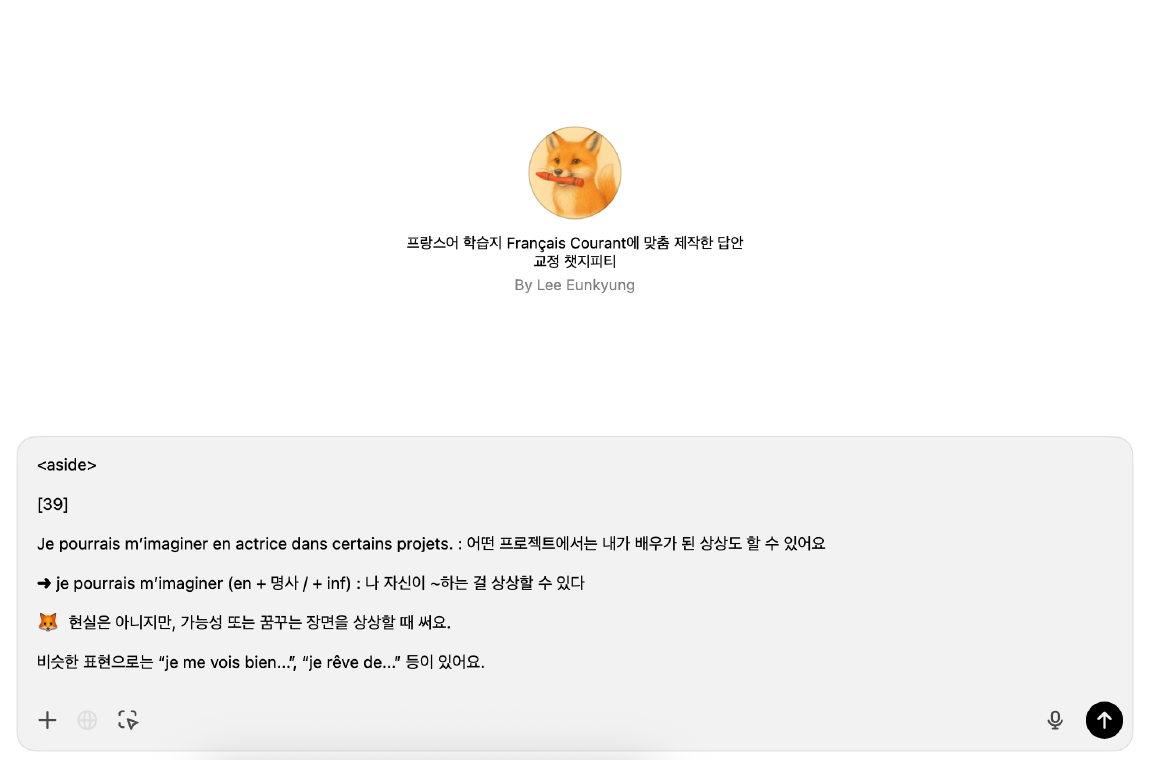 프랑스어 학습지 Français Courant에 맞춤 제작한 답안
교정 챗지피티
By Lee Eunkyung
<aside>
[39]
Je pourrais m’imaginer en actrice dans certains projets. : 어떤 프로젝트에서는 내가 배우가 된 상상도 할 수 있어요
➜ je pourrais m’imaginer (en + 명사 / + inf) : 나 자신이 ~하는 걸 상상할 수 있다
🦊 현실은 아니지만, 가능성 또는 꿈꾸는 장면을 상상할 때 써요.
비슷한 표현으로는 “je me vois bien…”, “je rêve de…” 등이 있어요.